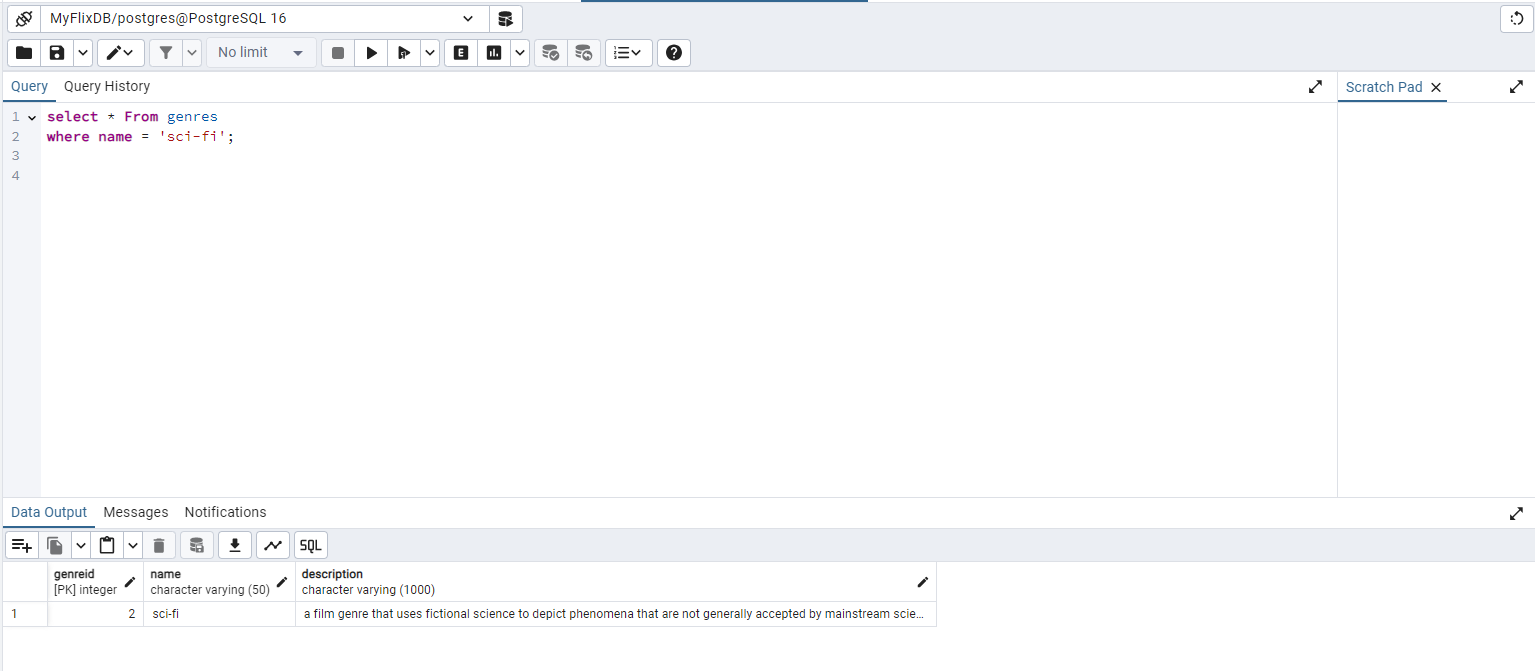 MyFlixDB/postgres@PostgreSQL 16
No limit
E
Query Query History
Scratch Pad
1 select * From genres
2 where name = 'sci-fi';
3
4
Data Output Messages Notifications
SQL
genreid name description
[PK] integer character varying (50) character varying (1000)
1 2 sci-fi a film genre that uses fictional science to depict phenomena that are not generally accepted by mainstream scie…